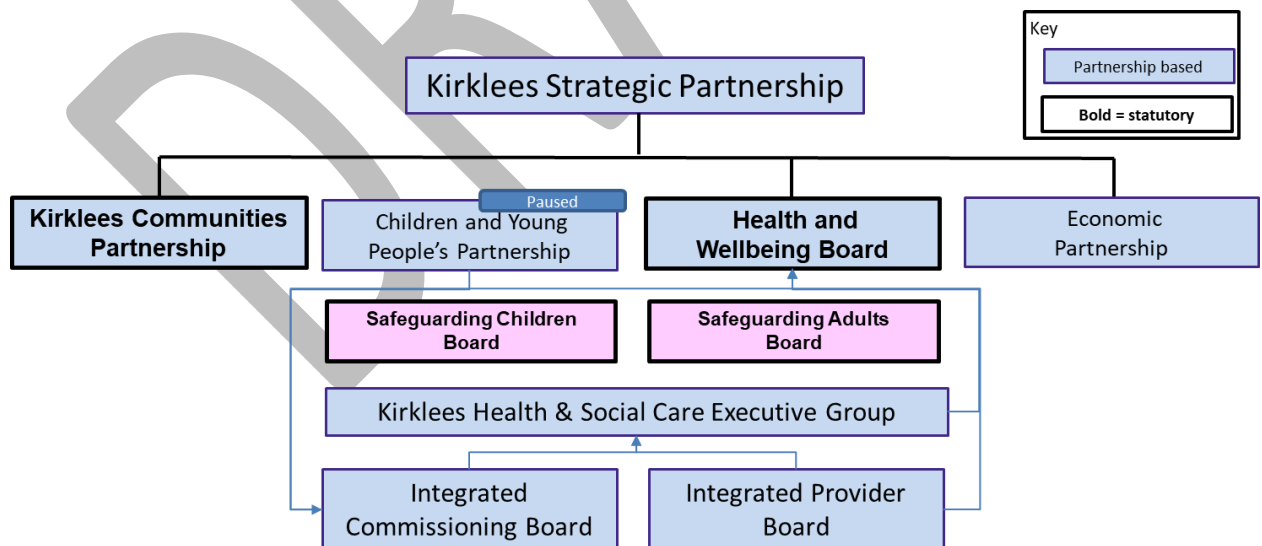 Key
Partnership based
Bold = statutory
Kirklees Strategic Partnership
Kirklees Communities
Partnership
Paused
Children and Young
People's Partnership
Health and
Wellbeing Board
Economic
Partnership
Safeguarding Children
Board
Safeguarding Adults
Board
Kirklees Health & Social Care Executive Group
Integrated
Commissioning Board
Integrated Provider
Board